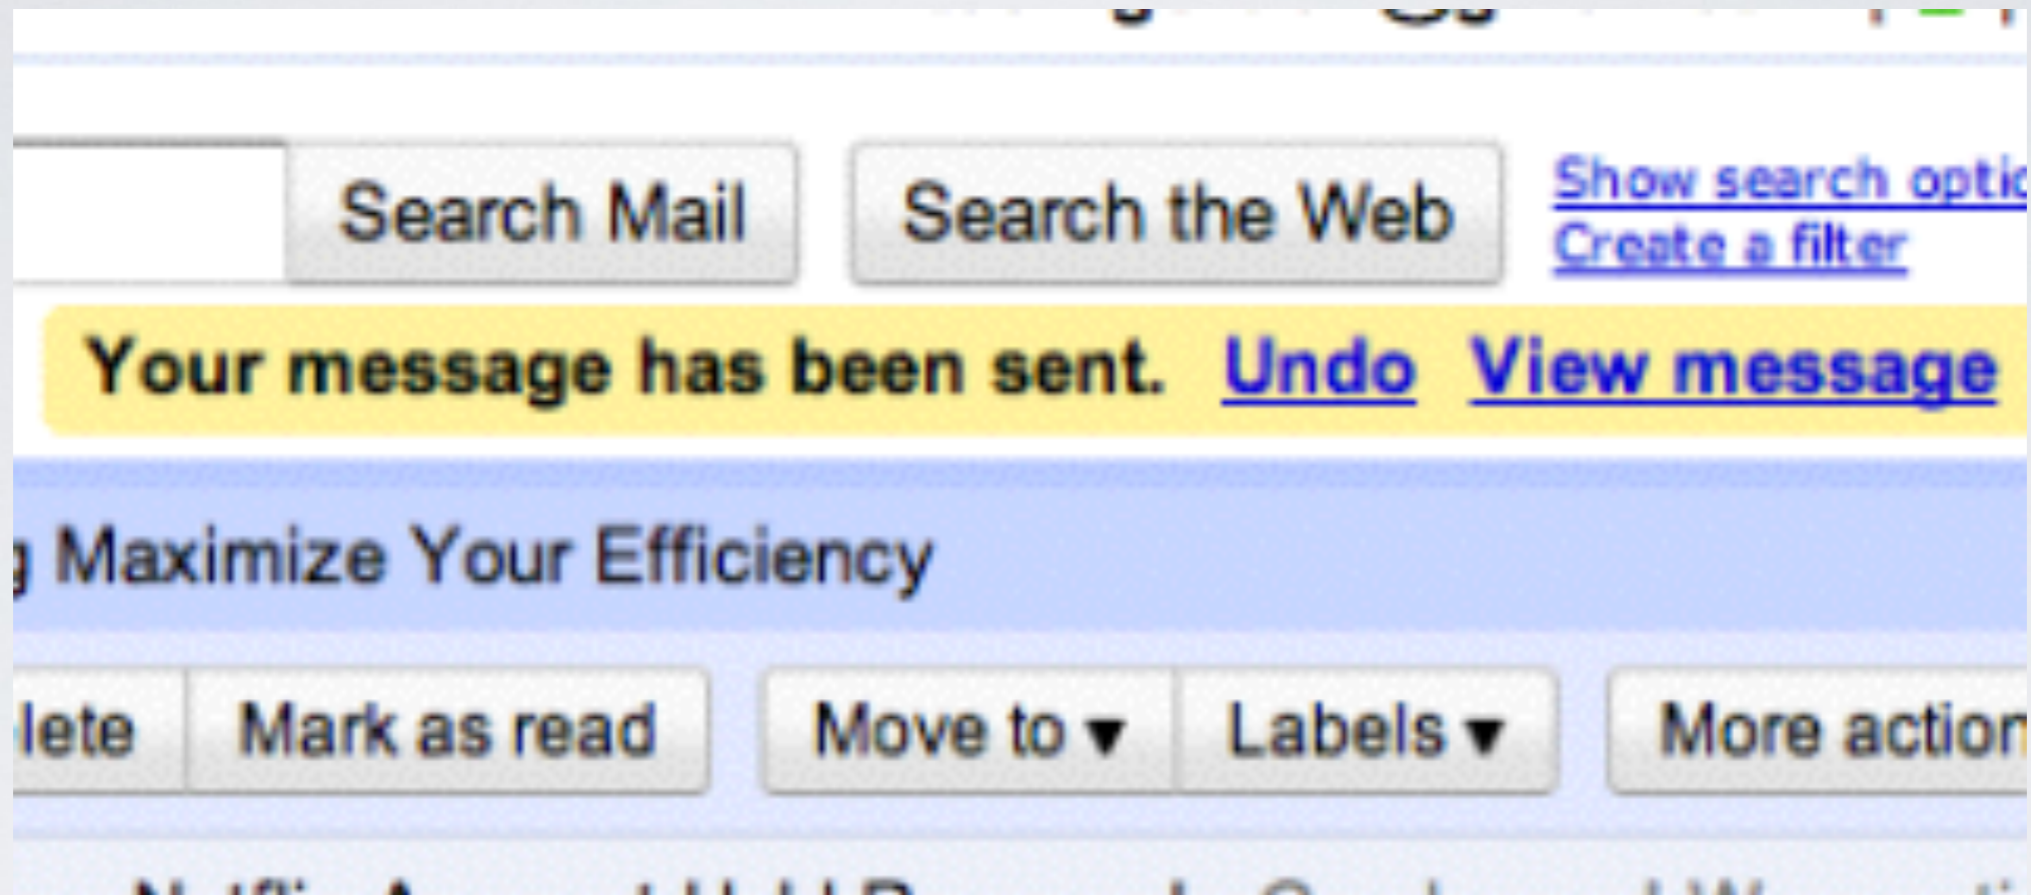 Search Mail Search the Web Show search optio
Create a filter
Your message has been sent. Undo View message
g Maximize Your Efficiency
lete Mark as read Move to ▼ Labels ▼ More action